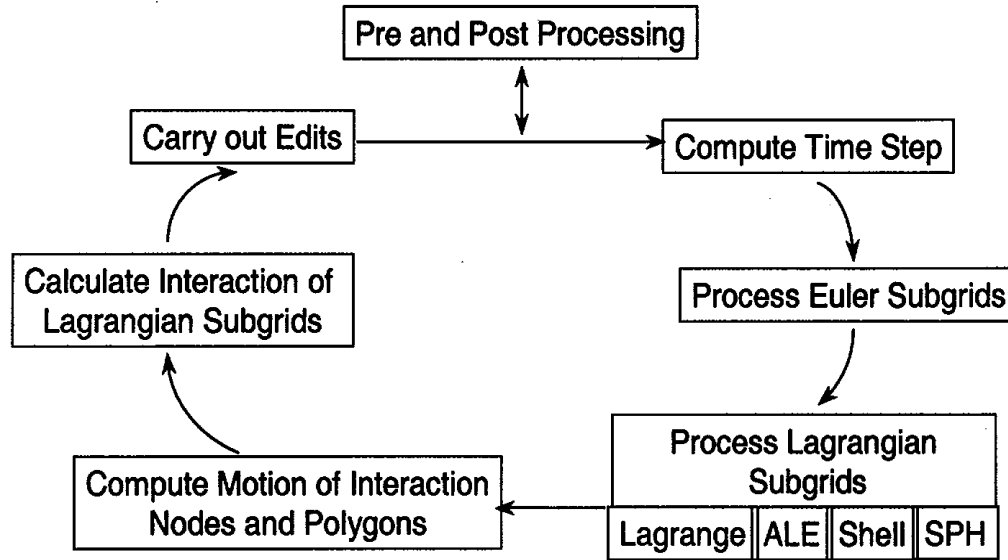 Pre and Post Processing
Carry out Edits
Compute Time Step
Calculate Interaction of
Lagrangian Subgrids
Process Euler Subgrids
Process Lagrangian
Subgrids
Compute Motion of Interaction
Nodes and Polygons
Lagrange ALE Shell SPH